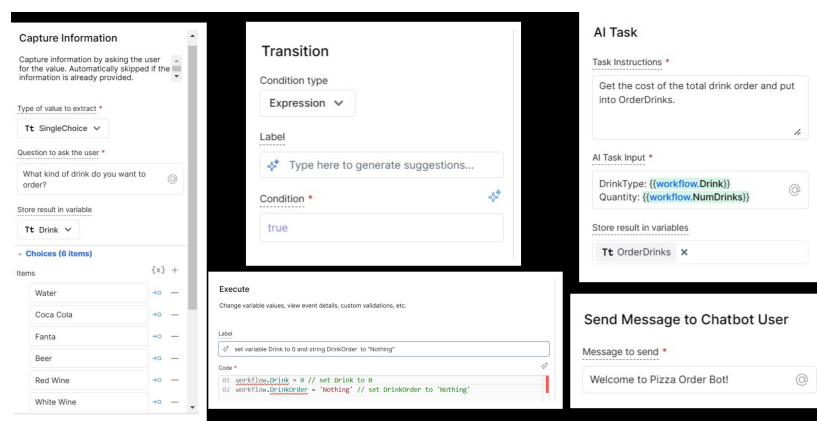 Capture Information
Capture information by asking the user
for the value. Automatically skipped if the
information is already provided.
Type of value to extract *
Tt SingleChoice
Question to ask the user *
What kind of drink do you want to
order?
@
Store result in variable
Tt Drink
Choices (6 items)
Items {x} + 
Water
Coca Cola
Fanta
Beer
Red Wine
White Wine
Transition
Condition type
Expression
Label
Type here to generate suggestions...
Condition *
true
Execute
Change variable values, view event details, custom validations, etc.
Label
set variable Drink to 0 and string DrinkOrder to "Nothing"
Code *
01 workflow.Drink = 0 // set Drink to 0
02 workflow.DrinkOrder = 'Nothing' // set DrinkOrder to 'Nothing'
AI Task
Task Instructions *
Get the cost of the total drink order and put
into OrderDrinks.
AI Task Input *
DrinkType: {{workflow.Drink}}
Quantity: {{workflow.NumDrinks}}
@
Store result in variables
Tt OrderDrinks ×
Send Message to Chatbot User
Message to send *
Welcome to Pizza Order Bot! @